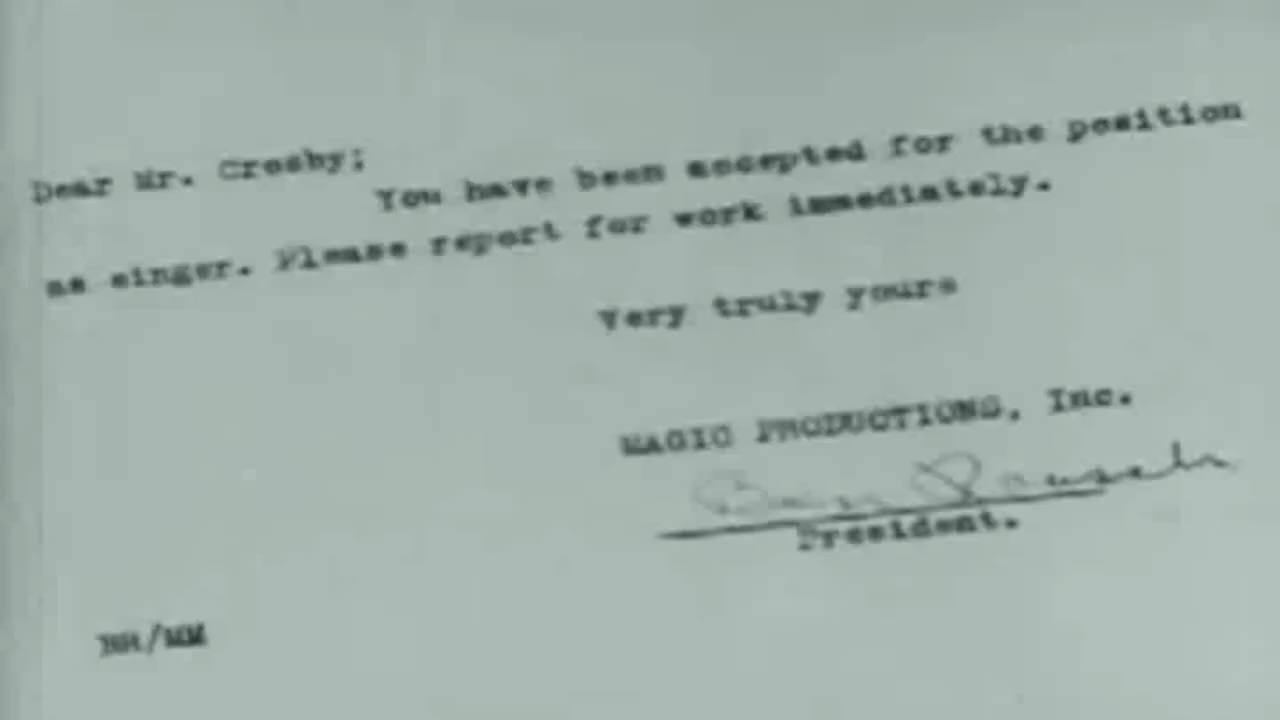 Dear Mr. Crosby;
You have been accepted for the position
as singer. Please report for work immediately.
Very truly yours
MAGIC PRODUCTIONS, Inc.
President.
BR/MM